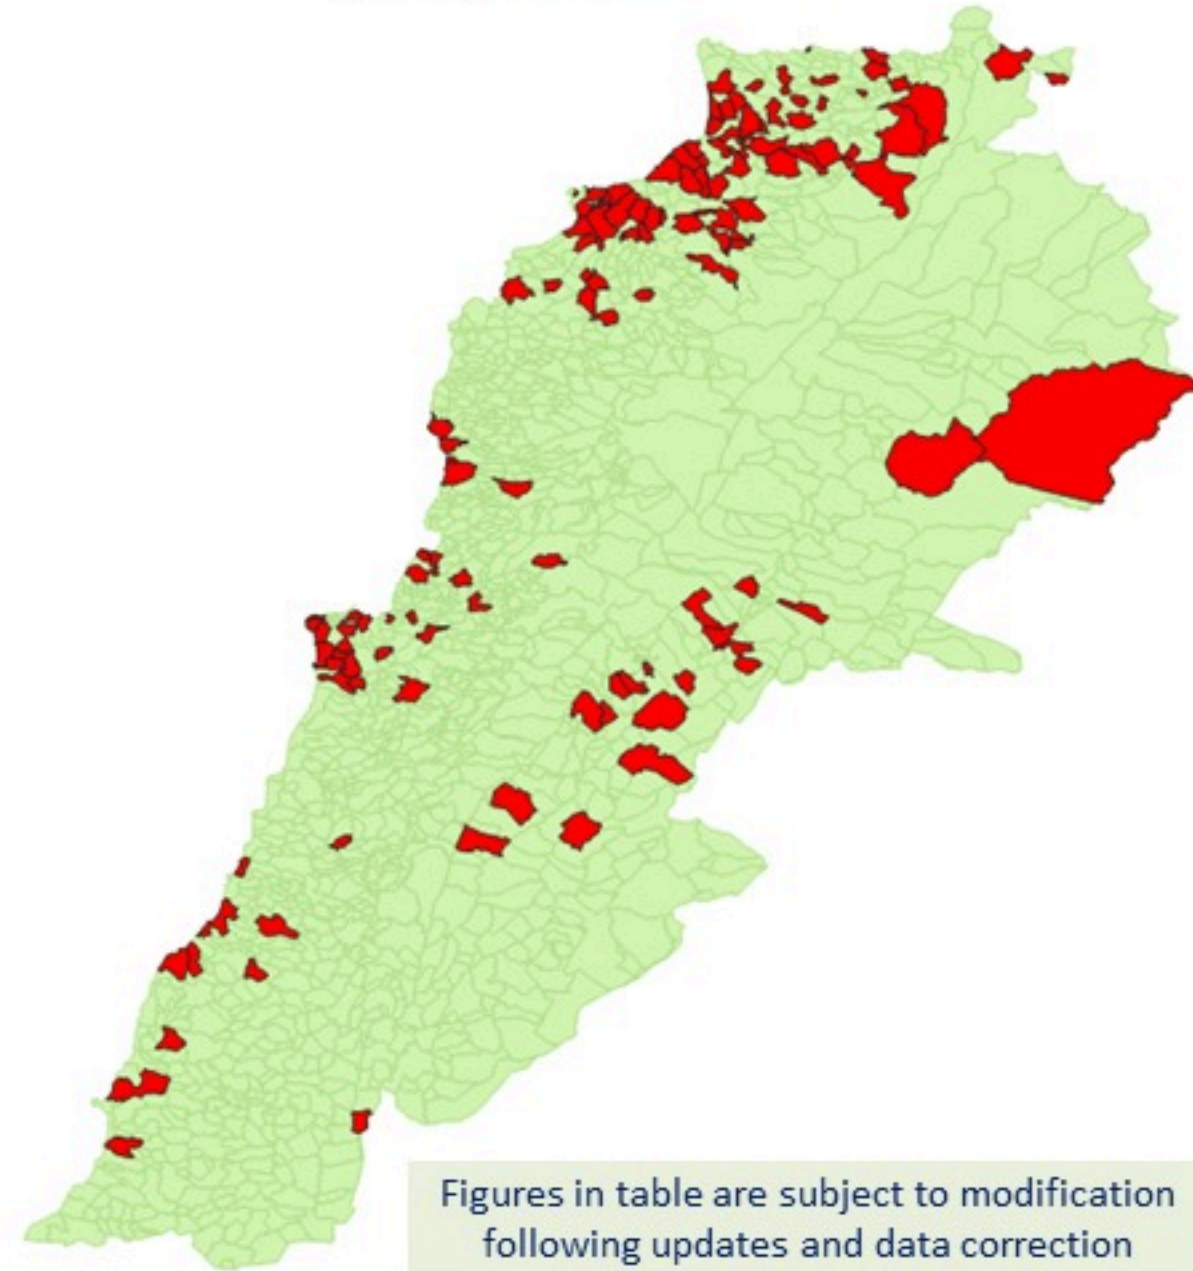 Figures in table are subject to modification
following updates and data correction